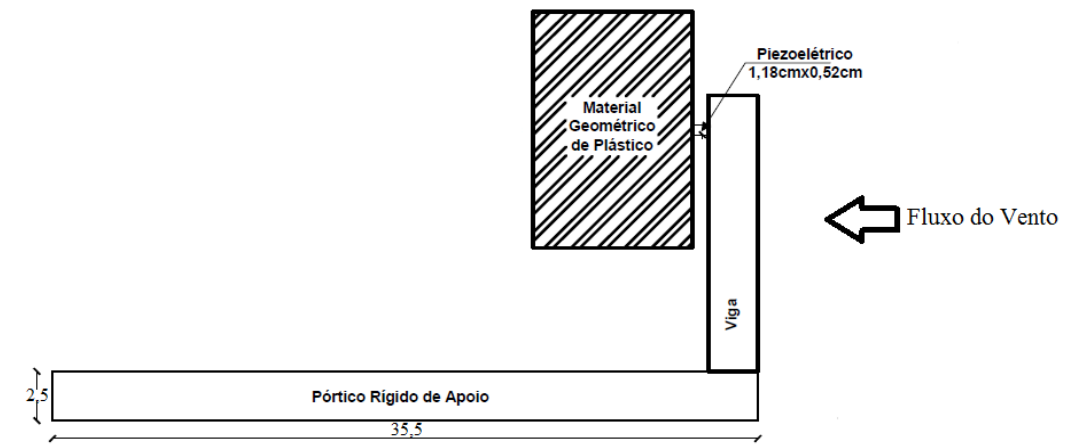 Piezoelétrico
1,18cmx0,52cm
Material
Geométrico
de Plástico
Fluxo do Vento
Viga
2,5
Pórtico Rígido de Apoio
35,5